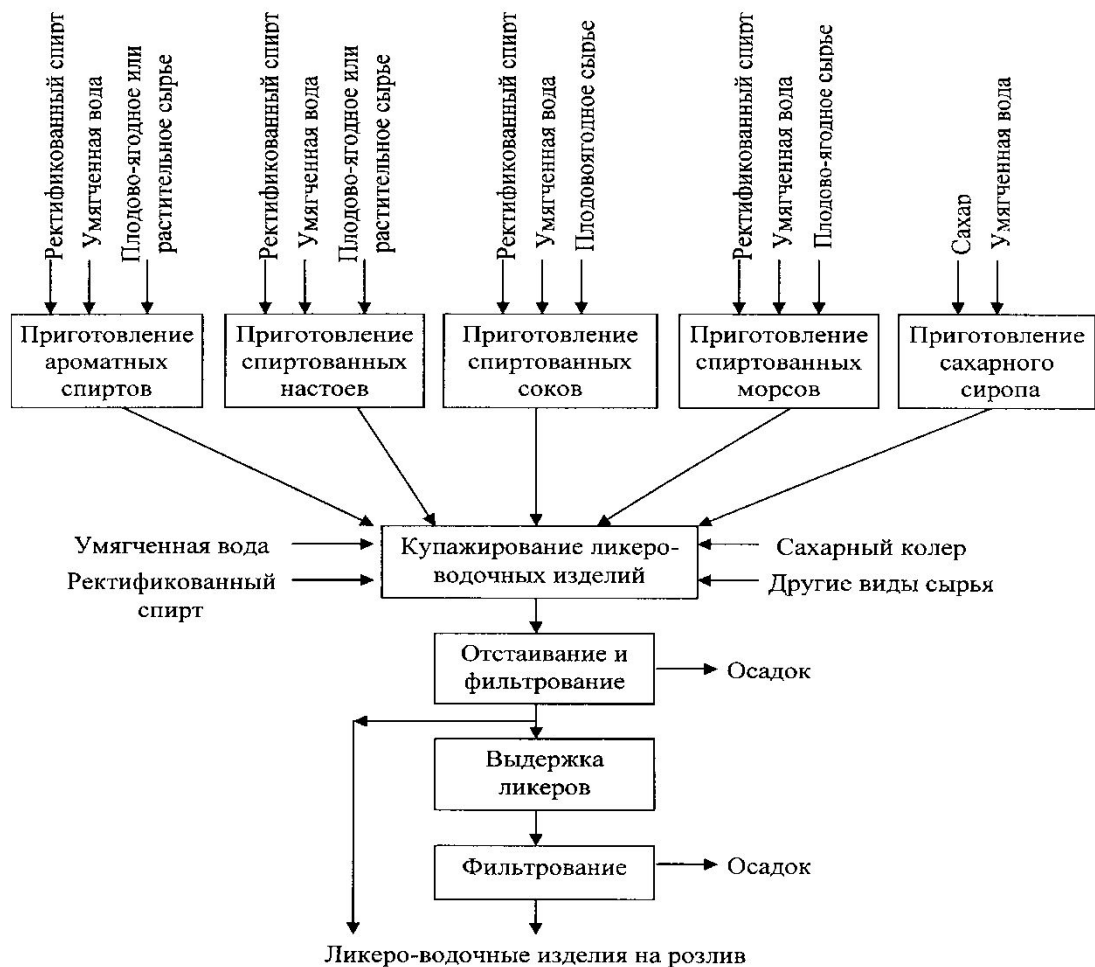 Ректификованный спирт
Умягченная вода
Плодово-ягодное или
растительное сырье
Ректификованный спирт
Умягченная вода
Плодово-ягодное или
растительное сырье
Ректификованный спирт
Умягченная вода
Плодовоягодное сырье
Ректификованный спирт
Умягченная вода
Плодово-ягодное сырье
Сахар
Умягченная вода
Приготовление
ароматных
спиртов
Приготовление
спиртованных
настоев
Приготовление
спиртованных
соков
Приготовление
спиртованных
морсов
Приготовление
сахарного
сиропа
Умягченная вода
Ректификованный
спирт
Купажирование ликеро-
водочных изделий
Сахарный колер
Другие виды сырья
Отстаивание и
фильтрование
Осадок
Выдержка
ликеров
Фильтрование
Осадок
Ликеро-водочные изделия на розлив